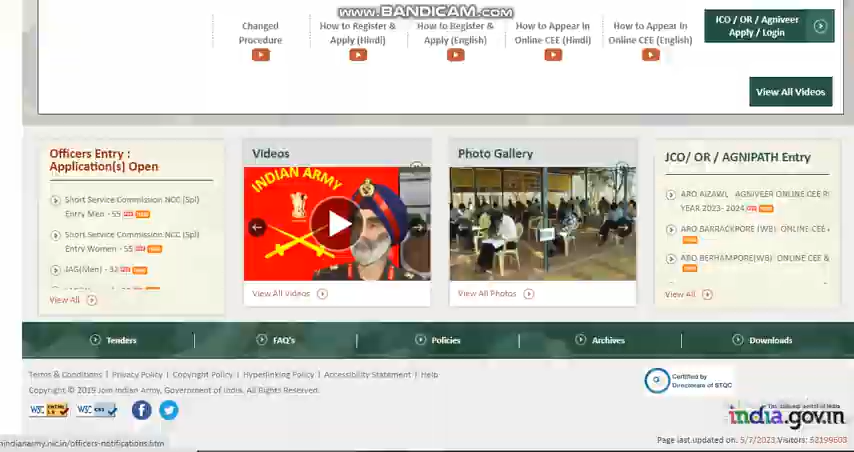 www.BANDICAM.com
Changed
Procedure
How to Register &
Apply (Hindi)
How to Register &
Apply (English)
How to Appear in
Online CEE (Hindi)
How to Appear In
Online CEE (English)
JCO / OR / Agniveer
Apply / Login
View All Videos
Officers Entry :
Application(s) Open
Short Service Commission NCC (Spl)
Entry Men - 55
Short Service Commission NCC (Spl)
Entry Women - 55
JAG(Men) - 32
View All
Videos
INDIAN ARMY
View All Videos
Photo Gallery
View All Photos
JCO/ OR / AGNIPATH Entry
ARO AIZAWL, AGNIVEER ONLINE CEE R
YEAR 2023- 2024
ARO BARRACKPORE (WB) ONLINE CEE
ARO BERHAMPORE(WB) ONLINE CEE &
View All
Tenders
FAQ's
Policies
Archives
Downloads
Terms & Conditions | Privacy Policy | Copyright Policy | Hyperlinking Policy | Accessibility Statement | Help
Copyright © 2015 Join Indian Army, Government of India. All Rights Reserved.
Certified by
Directorate of STQC
W3C
W3C CSS
india.gov.in
Page last updated on: 5/7/2023,Visitors: 62199603
indianarmy.nic.in/officers-notifications.htm